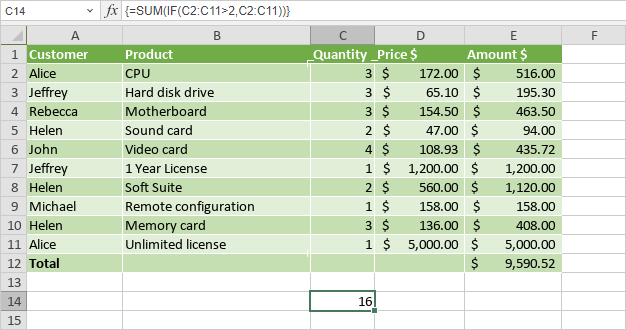 C14 fx {=SUM(IF(C2:C11>2,C2:C11))}
A B C D E F
1 Customer Product Quantity Price $ Amount $
2 Alice CPU 3 $ 172.00 $ 516.00
3 Jeffrey Hard disk drive 3 $ 65.10 $ 195.30
4 Rebecca Motherboard 3 $ 154.50 $ 463.50
5 Helen Sound card 2 $ 47.00 $ 94.00
6 John Video card 4 $ 108.93 $ 435.72
7 Jeffrey 1 Year License 1 $ 1,200.00 $ 1,200.00
8 Helen Soft Suite 2 $ 560.00 $ 1,120.00
9 Michael Remote configuration 1 $ 158.00 $ 158.00
10 Helen Memory card 3 $ 136.00 $ 408.00
11 Alice Unlimited license 1 $ 5,000.00 $ 5,000.00
12 Total $ 9,590.52
13
14 16
15